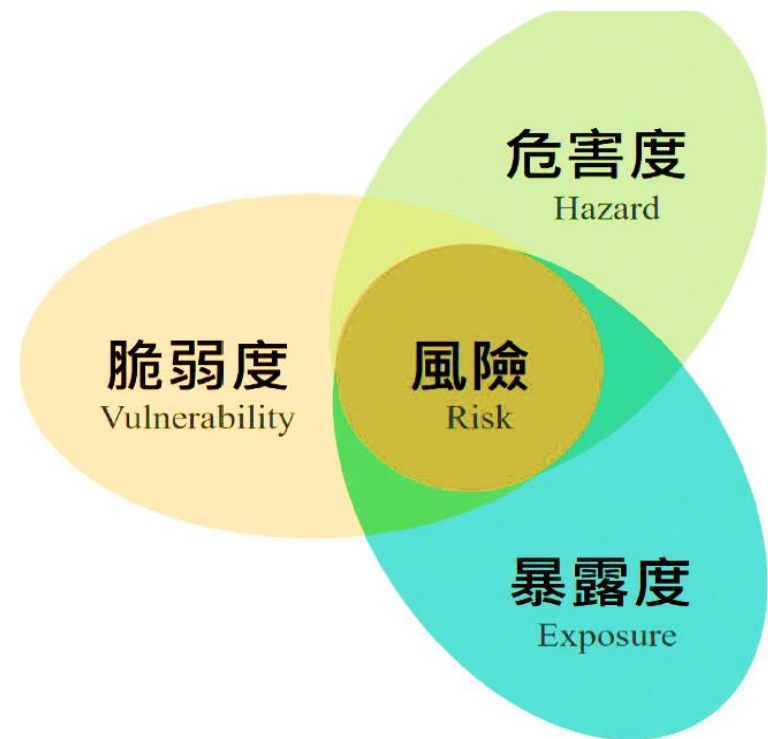 危害度
Hazard
脆弱度
Vulnerability
風險
Risk
暴露度
Exposure